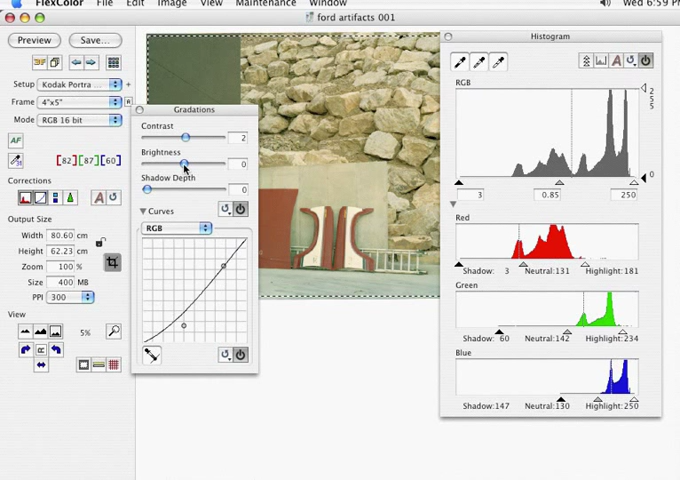 FlexColor File Edit Image View Maintenance Window Wed 6:59 P
ford artifacts 001
Preview Save...
Setup Kodak Portra ... +
Frame 4"x5" R
Mode RGB 16 bit
AF
[82] [87] [60]
Corrections
A
Output Size
Width 80.60 cm
Height 62.23 cm
Zoom 100 %
Size 400 MB
PPI 300
View
5%
R
Gradations
Contrast
2
Brightness
0
Shadow Depth
0
Curves
RGB
Histogram
A
RGB
255
0
3 0.85 250
Red
Shadow: 3 Neutral:131 Highlight:181
Green
Shadow: 60 Neutral:142 Highlight:234
Blue
Shadow:147 Neutral:130 Highlight:250